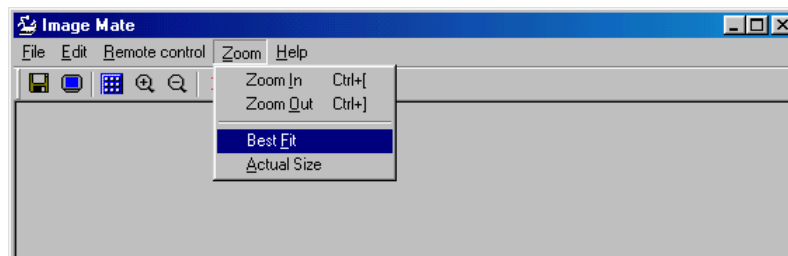 Image Mate
File Edit Remote control Zoom Help
Zoom In Ctrl+[
Zoom Out Ctrl+]
Best Fit
Actual Size